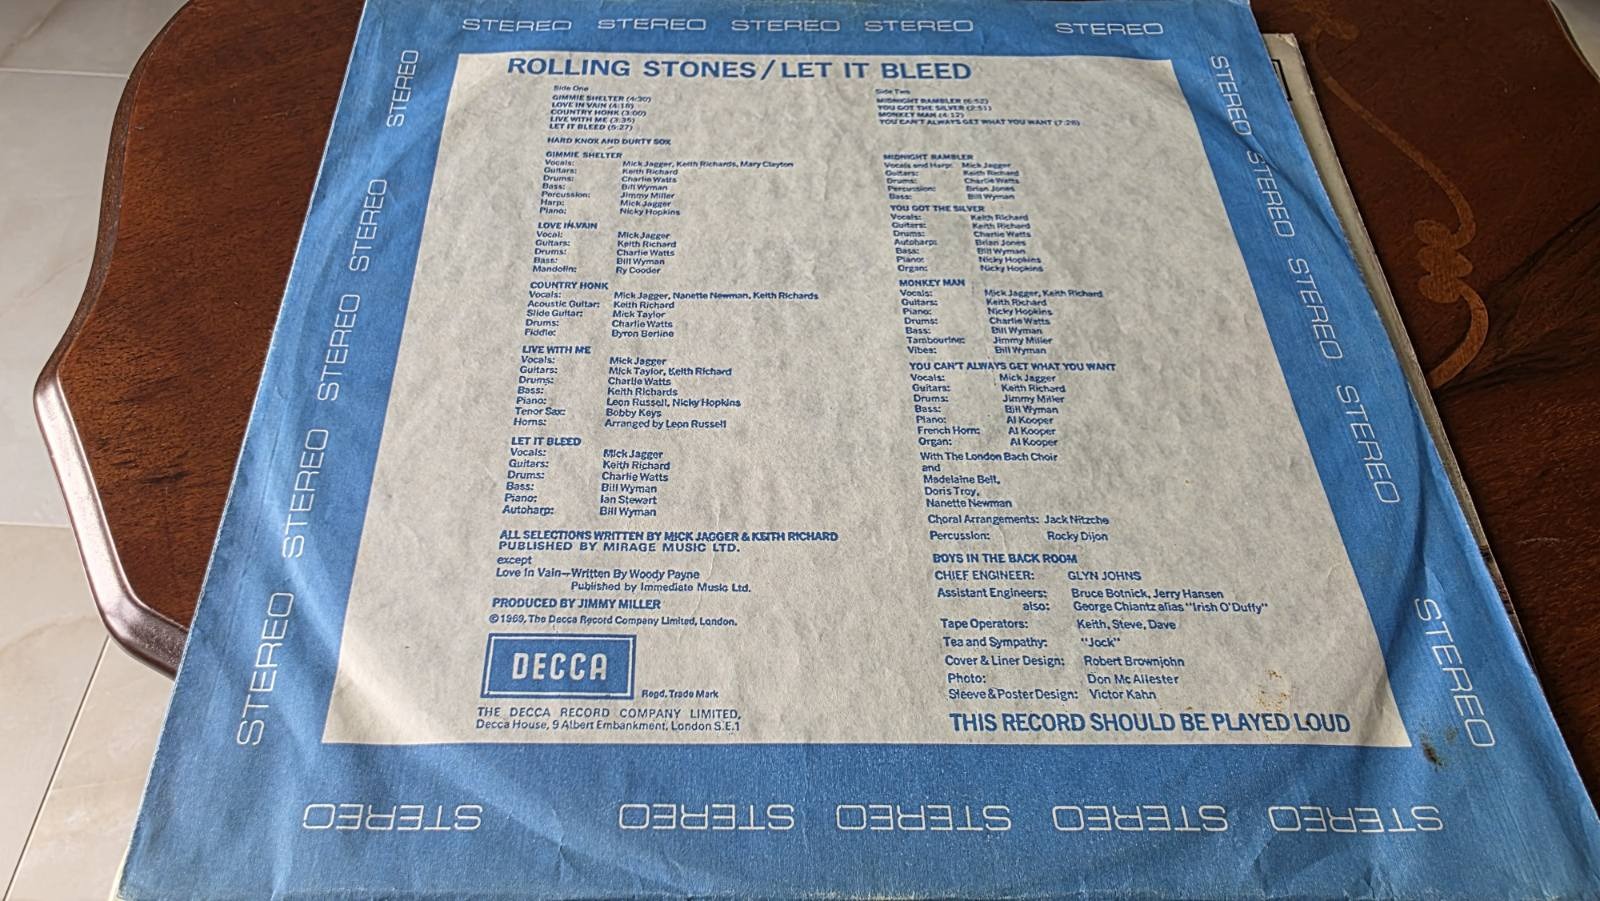 STEREO STEREO STEREO STEREO STEREO
ROLLING STONES/LET IT BLEED
Side One
GIMMIE SHELTER (4:30)
LOVE IN VAIN (4:18)
COUNTRY HONK (3:00)
LIVE WITH ME (3:35)
LET IT BLEED (5:27)
HARD KNOX AND DURTY SOX
GIMMIE SHELTER
Vocals: Mick Jagger, Keith Richards, Mary Clayton
Guitars: Keith Richard
Drums: Charlie Watts
Bass: Bill Wyman
Percussion: Jimmy Miller
Harp: Mick Jagger
Piano: Nicky Hopkins
LOVE IN VAIN
Vocal: Mick Jagger
Guitars: Keith Richard
Drums: Charlie Watts
Bass: Bill Wyman
Mandolin: Ry Cooder
COUNTRY HONK
Vocals: Mick Jagger, Nanette Newman, Keith Richards
Acoustic Guitar: Keith Richard
Slide Guitar: Mick Taylor
Drums: Charlie Watts
Fiddle: Byron Berline
LIVE WITH ME
Vocals: Mick Jagger
Guitars: Mick Taylor, Keith Richard
Drums: Charlie Watts
Bass: Keith Richards
Piano: Leon Russell, Nicky Hopkins
Tenor Sax: Bobby Keys
Horns: Arranged by Leon Russell
LET IT BLEED
Vocals: Mick Jagger
Guitars: Keith Richard
Drums: Charlie Watts
Bass: Bill Wyman
Piano: Ian Stewart
Autoharp: Bill Wyman
ALL SELECTIONS WRITTEN BY MICK JAGGER & KEITH RICHARD
PUBLISHED BY MIRAGE MUSIC LTD.
except
Love In Vain—Written By Woody Payne
Published by Immediate Music Ltd.
PRODUCED BY JIMMY MILLER
©1969, The Decca Record Company Limited, London.
DECCA
Regd. Trade Mark
THE DECCA RECORD COMPANY LIMITED,
Decca House, 9 Albert Embankment, London S.E.1
Side Two
MIDNIGHT RAMBLER (6:52)
YOU GOT THE SILVER (2:51)
MONKEY MAN (4:12)
YOU CAN'T ALWAYS GET WHAT YOU WANT (7:28)
MIDNIGHT RAMBLER
Vocals and Harp: Mick Jagger
Guitars: Keith Richard
Drums: Charlie Watts
Percussion: Brian Jones
Bass: Bill Wyman
YOU GOT THE SILVER
Vocals: Keith Richard
Guitars: Keith Richard
Drums: Charlie Watts
Autoharp: Brian Jones
Bass: Bill Wyman
Piano: Nicky Hopkins
Organ: Nicky Hopkins
MONKEY MAN
Vocals: Mick Jagger, Keith Richard
Guitars: Keith Richard
Piano: Nicky Hopkins
Drums: Charlie Watts
Bass: Bill Wyman
Tambourine: Jimmy Miller
Vibes: Bill Wyman
YOU CAN'T ALWAYS GET WHAT YOU WANT
Vocals: Mick Jagger
Guitars: Keith Richard
Drums: Jimmy Miller
Bass: Bill Wyman
Piano: Al Kooper
French Horn: Al Kooper
Organ: Al Kooper
With The London Bach Choir
and
Madelaine Bell,
Doris Troy,
Nanette Newman
Choral Arrangements: Jack Nitzche
Percussion: Rocky Dijon
BOYS IN THE BACK ROOM
CHIEF ENGINEER: GLYN JOHNS
Assistant Engineers: Bruce Botnick, Jerry Hansen
also: George Chiantz alias "Irish O'Duffy"
Tape Operators: Keith, Steve, Dave
Tea and Sympathy: "Jock"
Cover & Liner Design: Robert Brownjohn
Photo: Don McAllester
Sleeve & Poster Design: Victor Kahn
THIS RECORD SHOULD BE PLAYED LOUD
STEREO STEREO STEREO STEREO STEREO STEREO
STEREO STEREO STEREO STEREO STEREO
STEREO STEREO STEREO STEREO STEREO